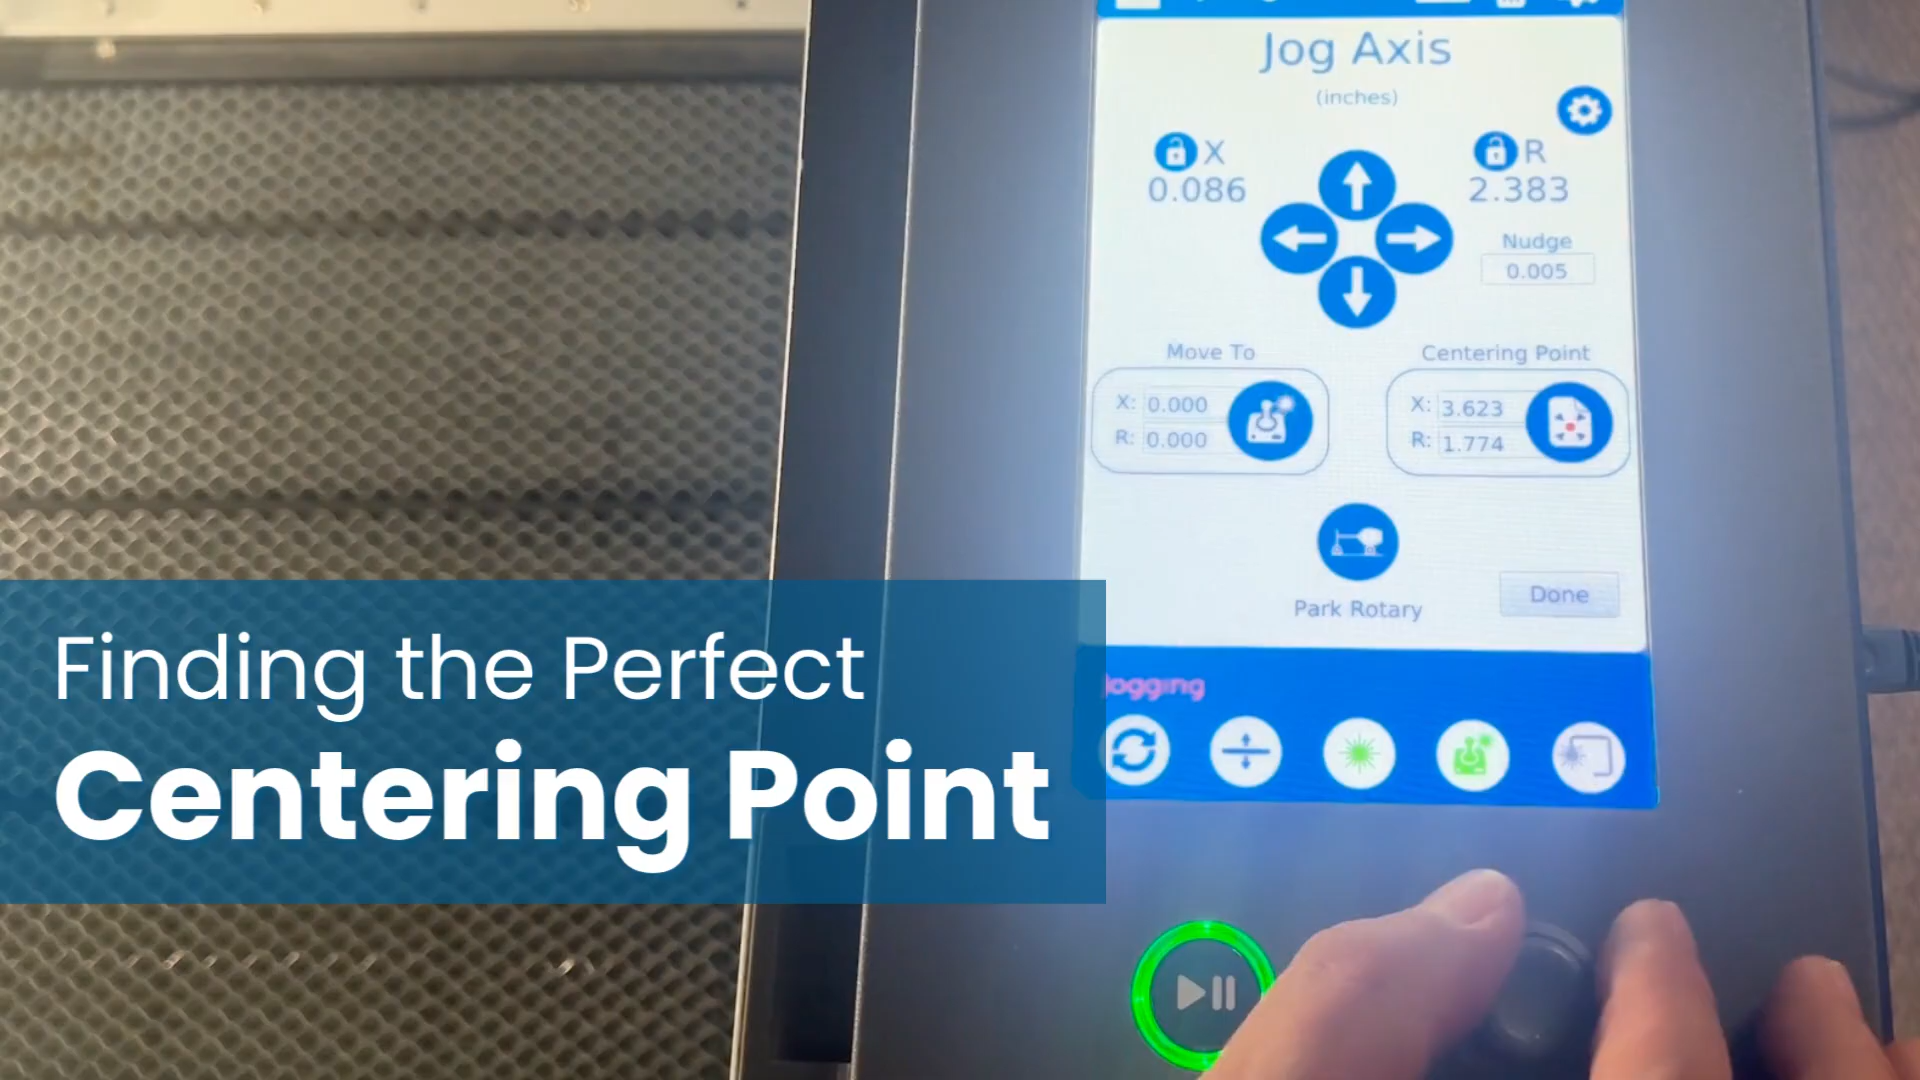 Jog Axis
(inches)
X
0.086
R
2.383
Nudge
0.005
Move To
X: 0.000
R: 0.000
Centering Point
X: 3.623
R: 1.774
Park Rotary
Done
Jogging
Finding the Perfect
Centering Point